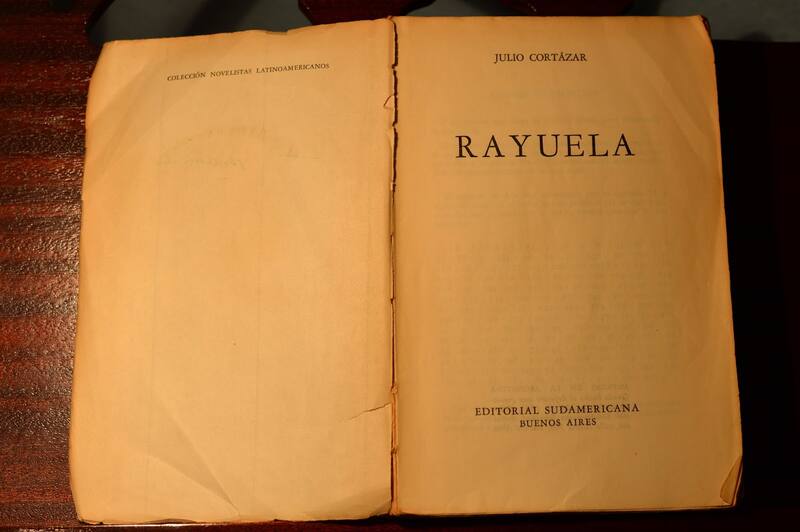 COLECCIÓN NOVELISTAS LATINOAMERICANOS
JULIO CORTÁZAR
RAYUELA
EDITORIAL SUDAMERICANA
BUENOS AIRES